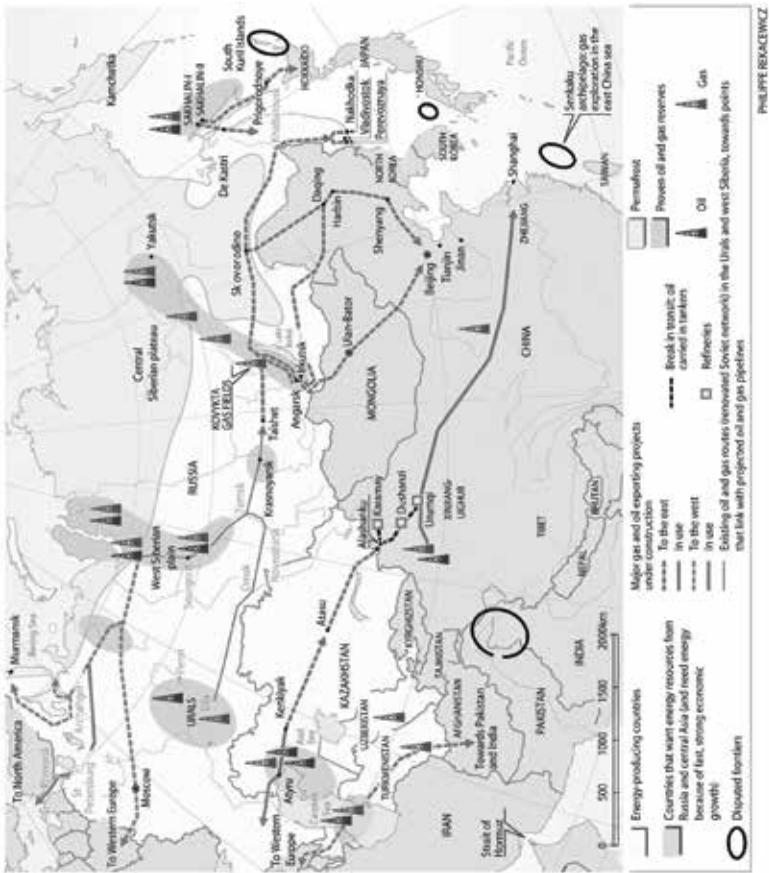 To North America
Murmansk
Barents Sea
To Western Europe
St Petersburg
Moscow
URALS
To Western Europe
Atyrau
Kenkiyak
Atasu
KAZAKHSTAN
UZBEKISTAN
TURKMENISTAN
KYRGYZSTAN
TAJIKISTAN
AFGHANISTAN
Towards Pakistan and India
IRAN
PAKISTAN
INDIA
Strait of Hormuz
0 500 1000 1500 2000km
West Siberian plain
RUSSIA
Tomsk
Omsk
Novosibirsk
Krasnoyarsk
Taishet
KOVYKTA GAS FIELDS
Angarsk
Irkutsk
Central Siberian plateau
Yakutsk
Skovorodino
De Kastri
SAKHALIN-I
SAKHALIN-II
Kamchatka
South Kuril Islands
Prigorodnoye
HOKKAIDO
JAPAN
HONSHU
Pacific Ocean
Nakhodka
Vladivostok
Perevoznaya
NORTH KOREA
SOUTH KOREA
Daqing
Harbin
Shenyang
Beijing
Tianjin
Jinan
Ulan-Bator
MONGOLIA
Alashankou
Karamay
Dushanzi
Urumqi
XINJIANG UIGHUR
TIBET
NEPAL
BHUTAN
CHINA
ZHEJIANG
Shanghai
TAIWAN
Senkaku
archipelago: gas
exploration in the
east China sea
Energy-producing countries
Countries that want energy resources from
Russia and central Asia (and need energy
because of fast, strong economic
growth)
Disputed frontiers
Major gas and oil exporting projects
under construction
To the east
In use
To the west
In use
Existing oil and gas routes (renovated Soviet network) in the Urals and west Siberia, towards points
that link with projected oil and gas pipelines
Break in transit: oil
carried in tankers
Refineries
Permafrost
Proven oil and gas reserves
Oil
Gas
PHILIPPE REKACEWICZ